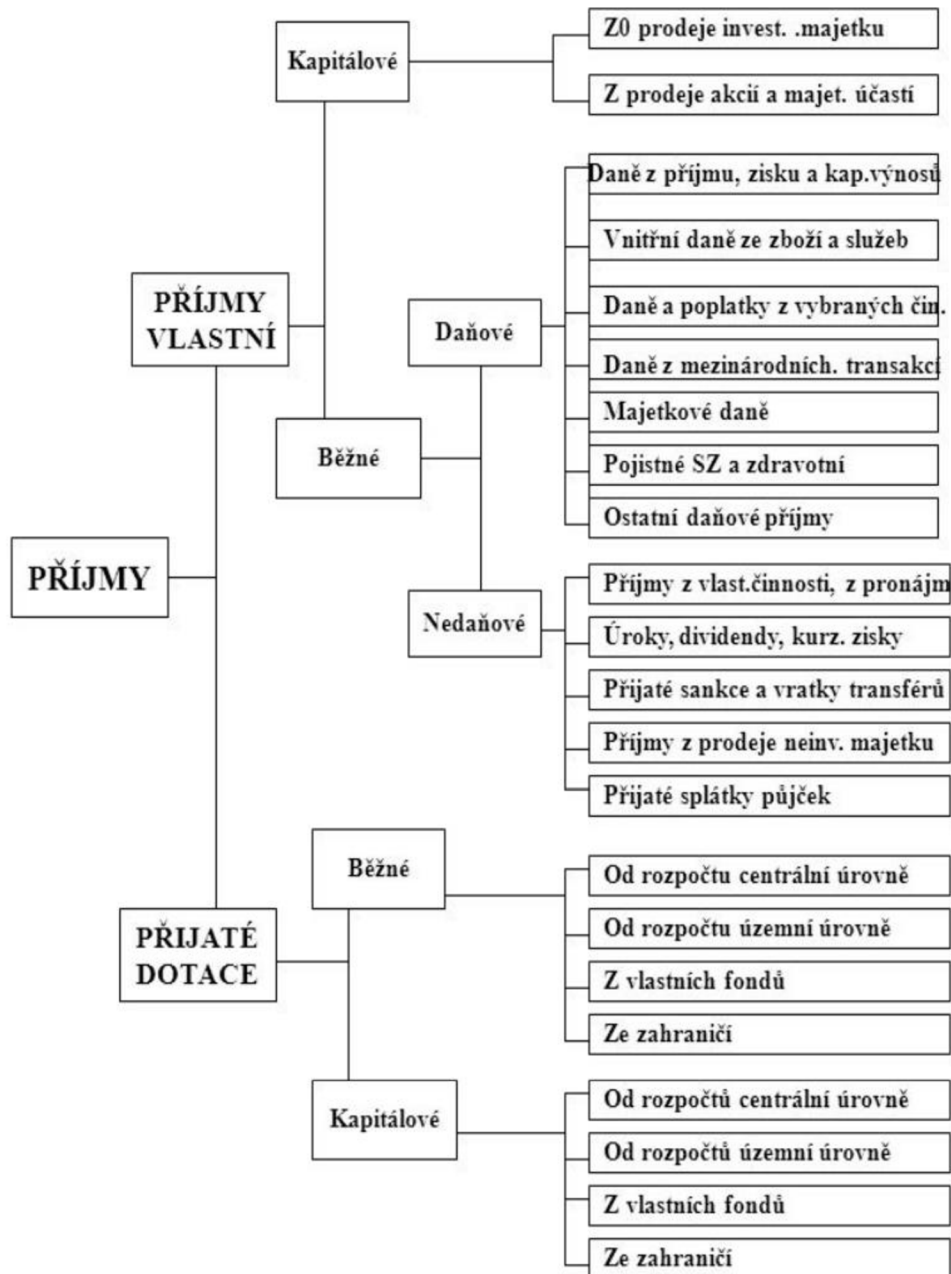 Z0 prodeje invest. .majetku
Kapitálové
Z prodeje akcií a majet. účastí
Daně z příjmu, zisku a kap.výnosů
Vnitřní daně ze zboží a služeb
PŘÍJMY
VLASTNÍ
Daně a poplatky z vybraných čin.
Daňové
Daně z mezinárodních. transakcí
Majetkové daně
Běžné
Pojistné SZ a zdravotní
Ostatní daňové příjmy
PŘÍJMY
Příjmy z vlast.činnosti, z pronájm
Nedaňové
Úroky, dividendy, kurz. zisky
Přijaté sankce a vratky transférů
Příjmy z prodeje neinv. majetku
Přijaté splátky půjček
Běžné
Od rozpočtu centrální úrovně
Od rozpočtu územní úrovně
PŘIJATÉ
DOTACE
Z vlastních fondů
Ze zahraničí
Kapitálové
Od rozpočtů centrální úrovně
Od rozpočtů územní úrovně
Z vlastních fondů
Ze zahraničí